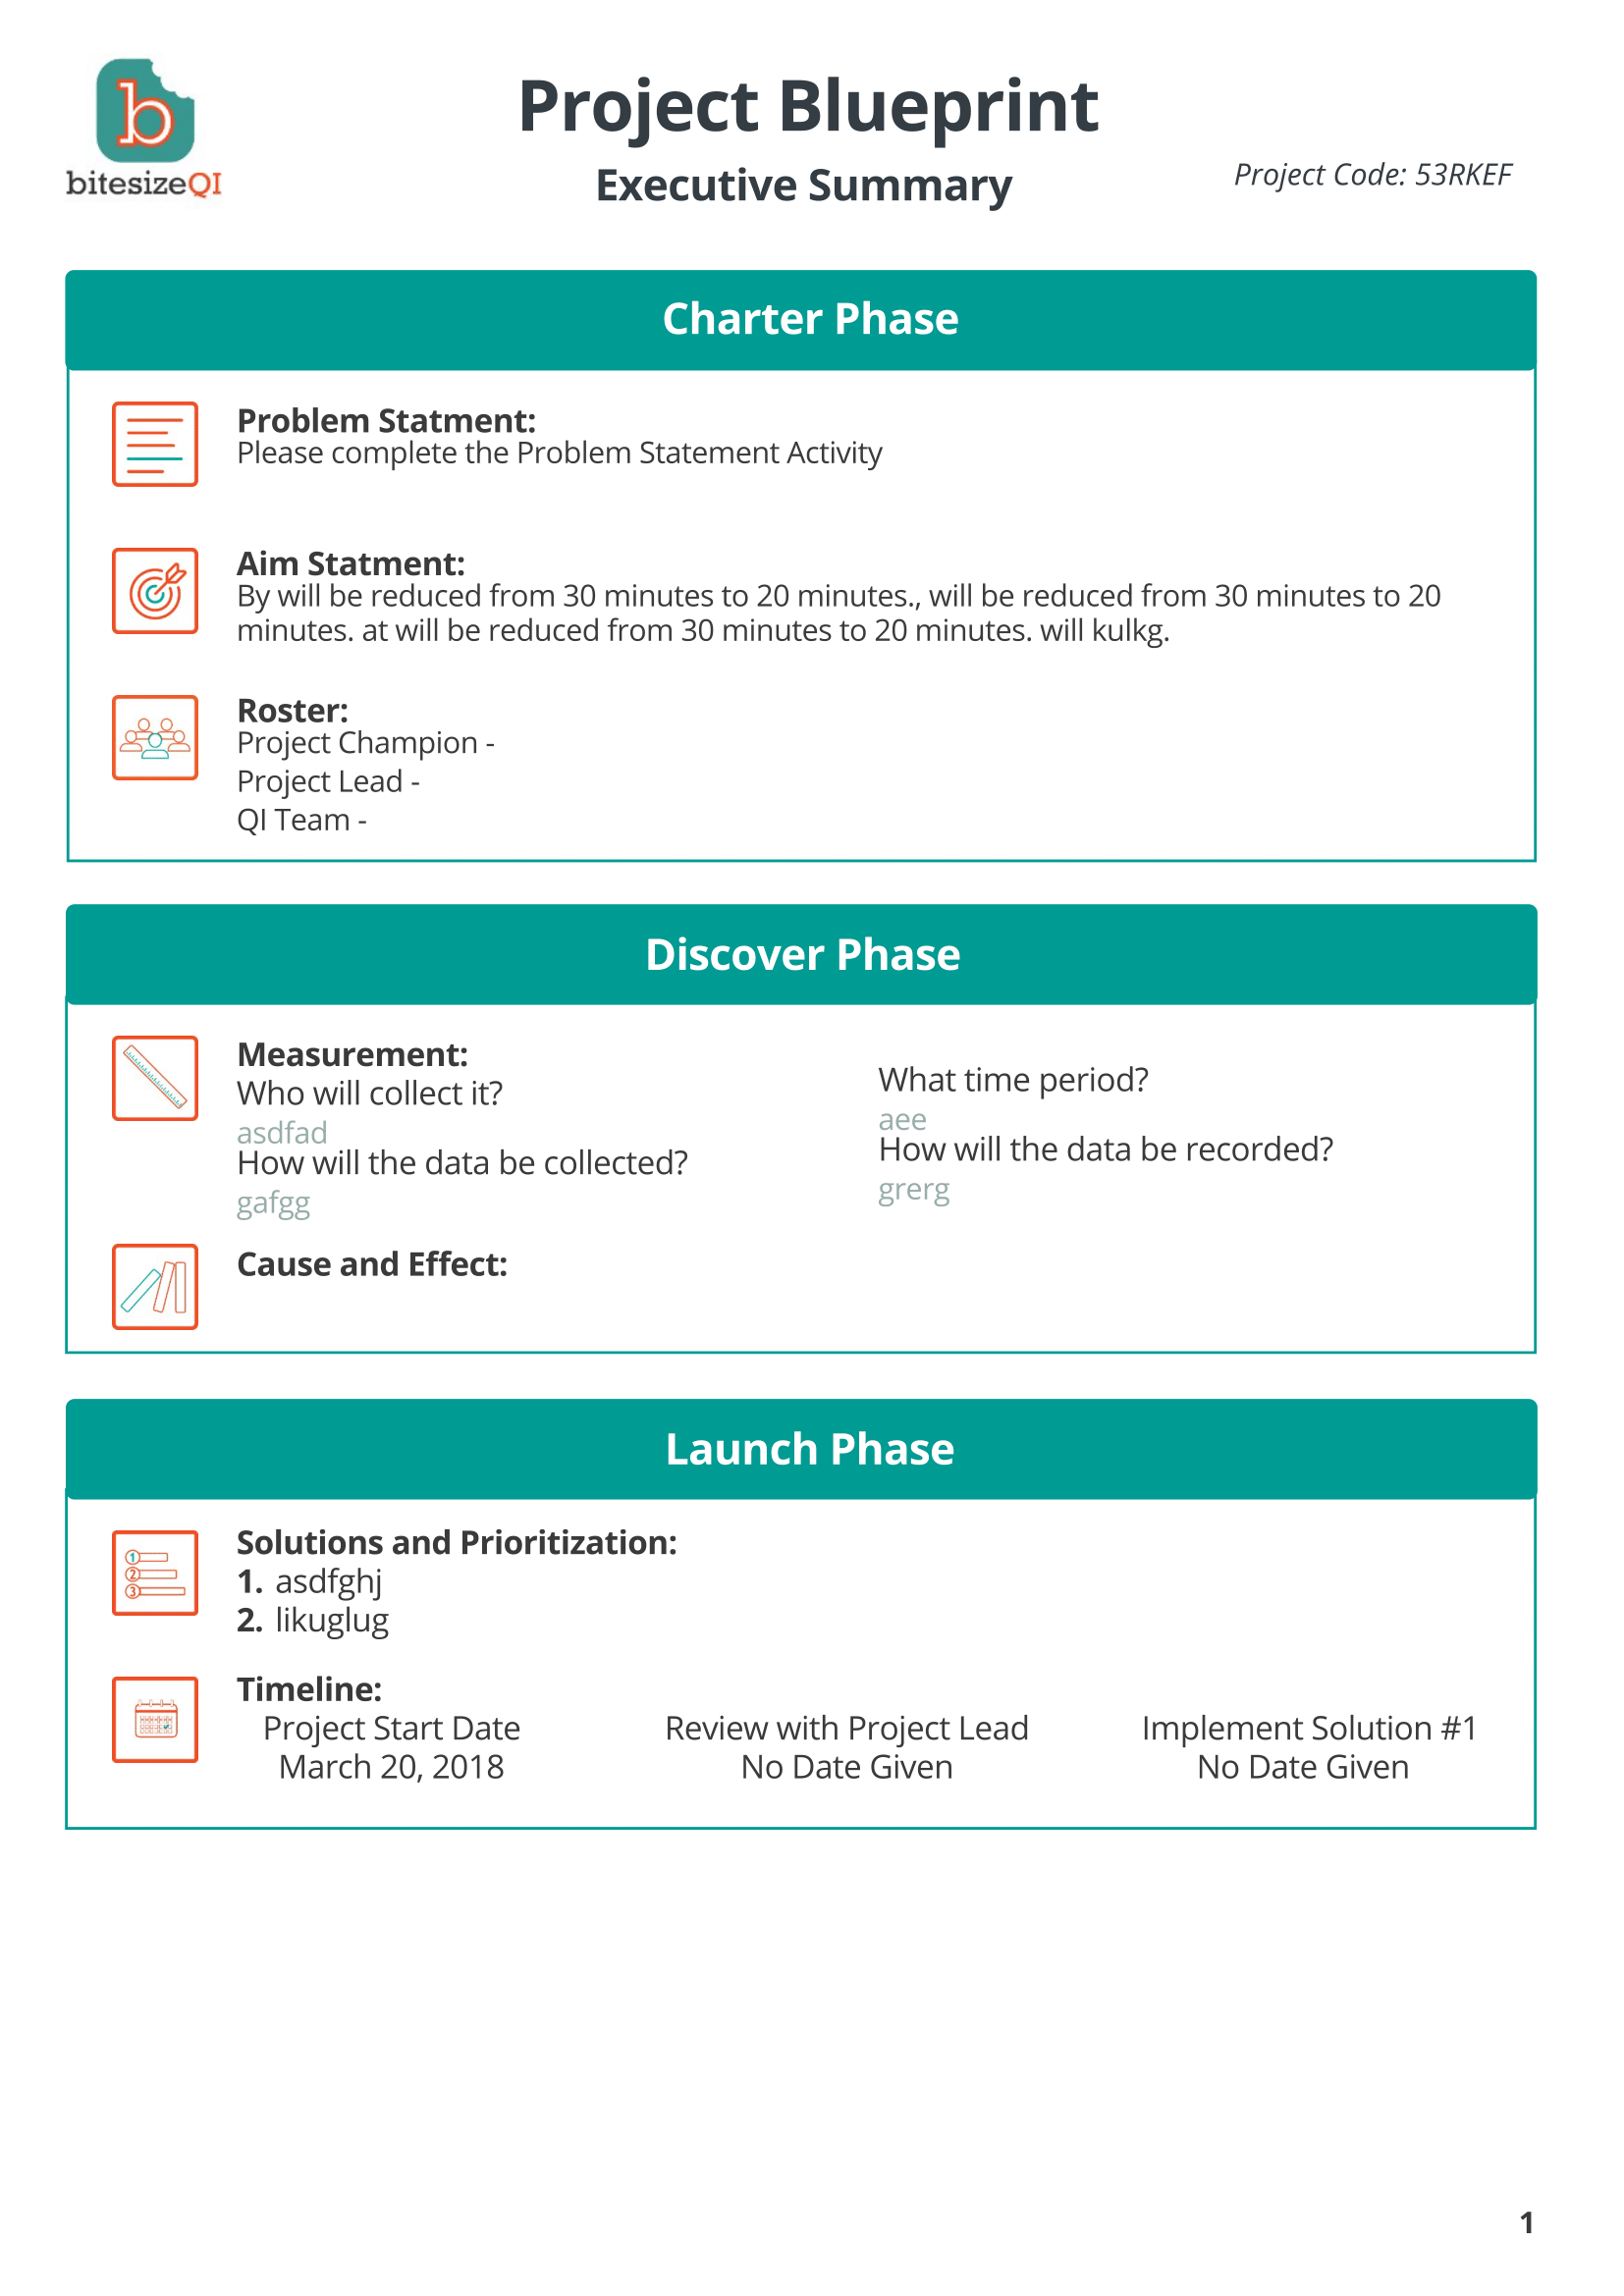 b
bitesizeQI
Project Blueprint
Executive Summary
Project Code: 53RKEF
Charter Phase
Problem Statment:
Please complete the Problem Statement Activity
Aim Statment:
By will be reduced from 30 minutes to 20 minutes., will be reduced from 30 minutes to 20
minutes. at will be reduced from 30 minutes to 20 minutes. will kulkg.
Roster:
Project Champion -
Project Lead -
QI Team -
Discover Phase
Measurement:
Who will collect it?
asdfad
How will the data be collected?
gafgg
What time period?
aee
How will the data be recorded?
grerg
Cause and Effect:
Launch Phase
1
2
3
Solutions and Prioritization:
1. asdfghj
2. likuglug
Timeline:
Project Start Date
March 20, 2018
Review with Project Lead
No Date Given
Implement Solution #1
No Date Given
1